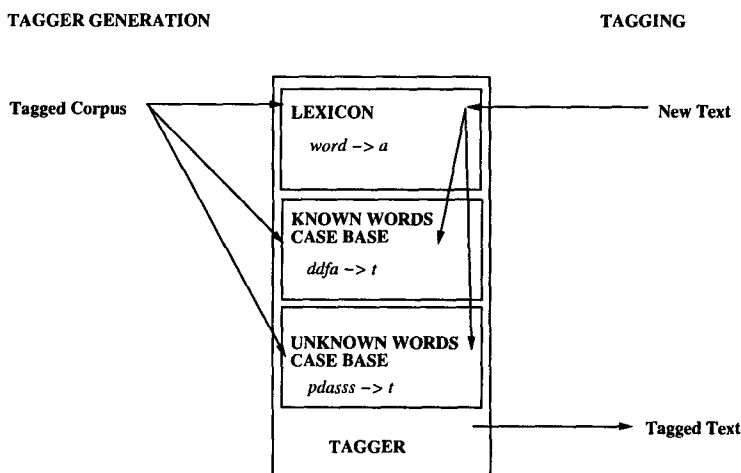 TAGGER GENERATION
TAGGING
Tagged Corpus
LEXICON
word -> a
New Text
KNOWN WORDS
CASE BASE
ddfa -> t
UNKNOWN WORDS
CASE BASE
pdasss -> t
Tagged Text
TAGGER